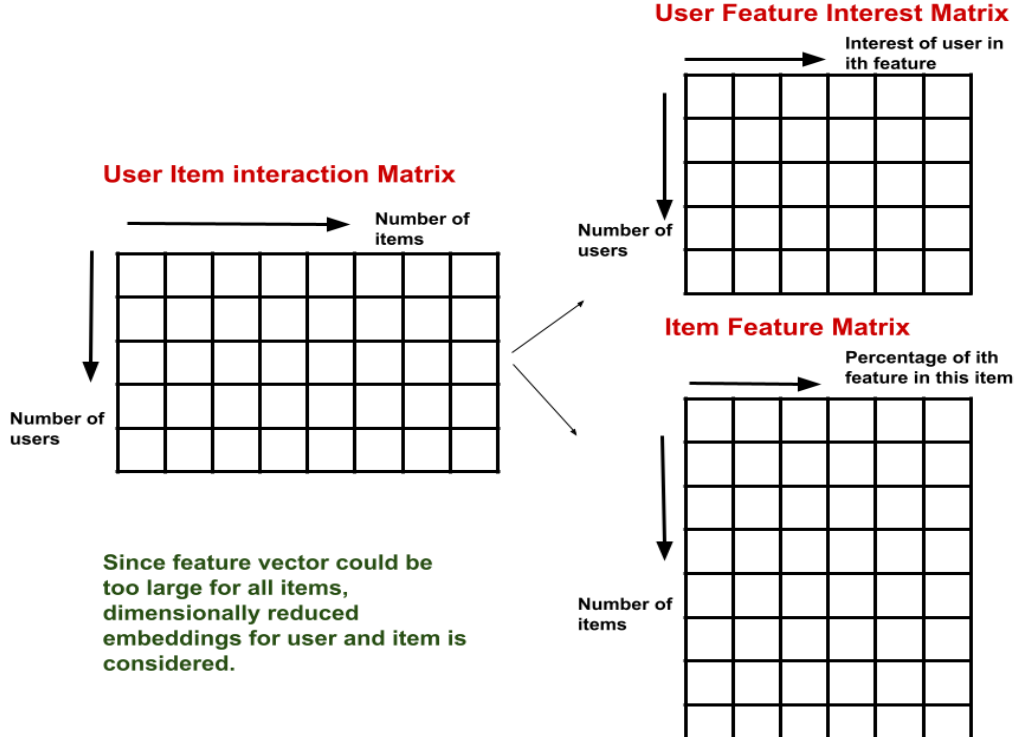 User Feature Interest Matrix
Interest of user in
ith feature
Number of
users
User Item interaction Matrix
Number of
items
Number of
users
Item Feature Matrix
Percentage of ith
feature in this item
Number of
items
Since feature vector could be
too large for all items,
dimensionally reduced
embeddings for user and item is
considered.